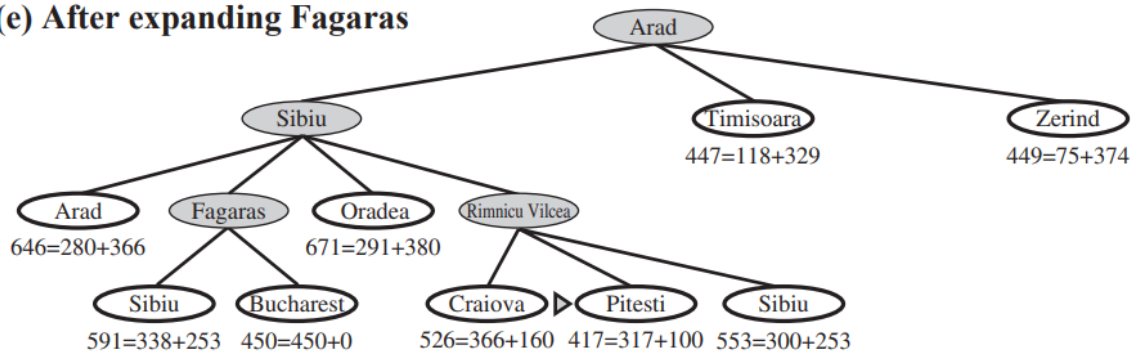 (e) After expanding Fagaras
Arad
Sibiu
Timisoara
Zerind
447=118+329
449=75+374
Arad
Fagaras
Oradea
Rimnicu Vilcea
646=280+366
671=291+380
Sibiu
Bucharest
Craiova
Pitesti
Sibiu
591=338+253
450=450+0
526=366+160
417=317+100
553=300+253